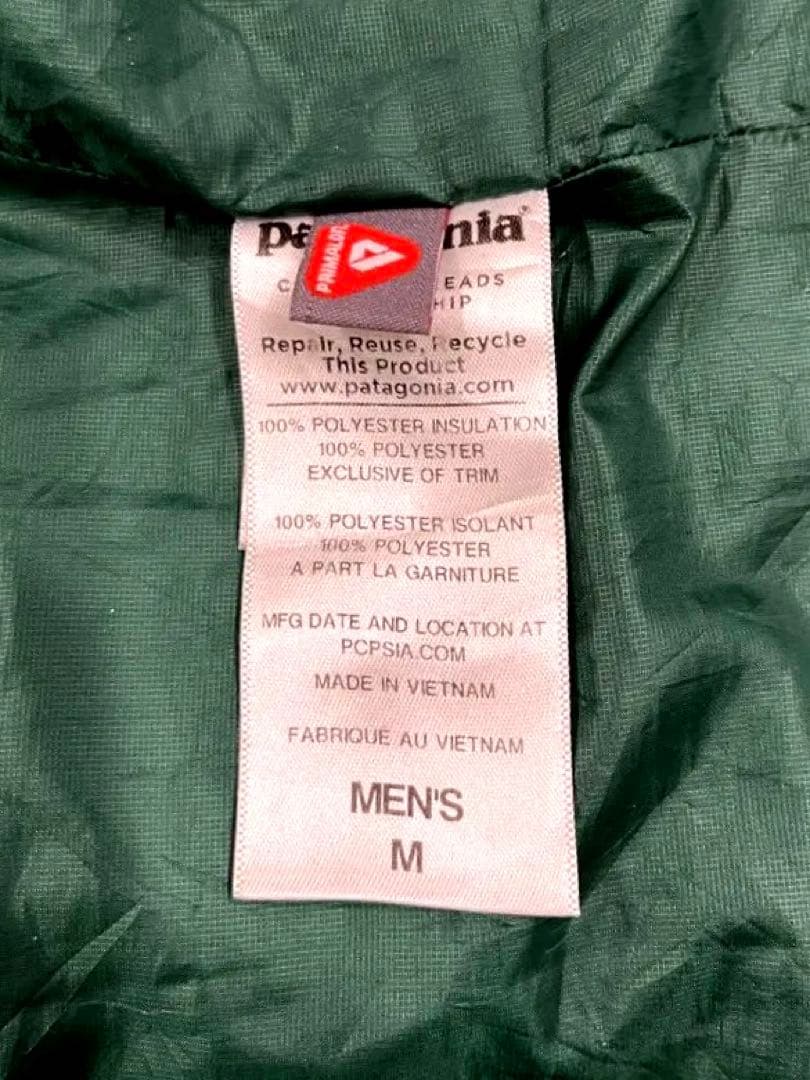 patagonia®
PRIMALOFT
Repair, Reuse, Recycle
This Product
www.patagonia.com
100% POLYESTER INSULATION
100% POLYESTER
EXCLUSIVE OF TRIM
100% POLYESTER ISOLANT
100% POLYESTER
A PART LA GARNITURE
MFG DATE AND LOCATION AT
PCPSIA.COM
MADE IN VIETNAM
FABRIQUE AU VIETNAM
MEN'S
M